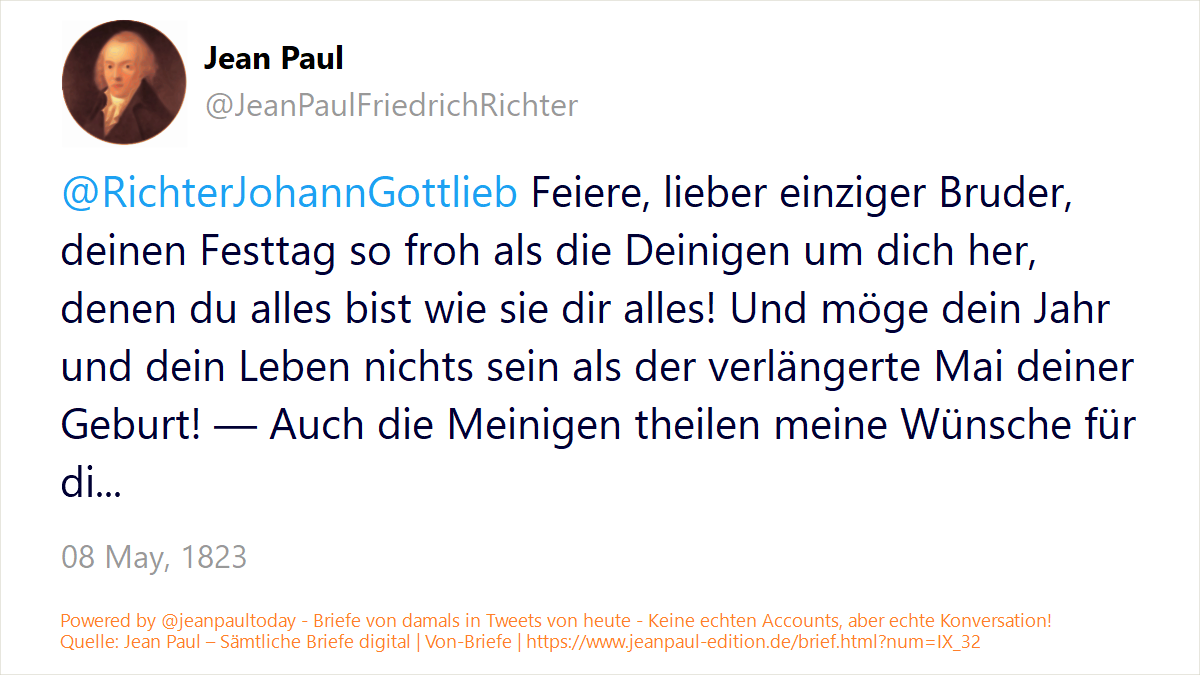 Jean Paul
@JeanPaulFriedrichRichter
@RichterJohannGottlieb Feiere, lieber einziger Bruder,
deinen Festtag so froh als die Deinigen um dich her,
denen du alles bist wie sie dir alles! Und möge dein Jahr
und dein Leben nichts sein als der verlängerte Mai deiner
Geburt! — Auch die Meinigen theilen meine Wünsche für
di...
08 May, 1823
Powered by @jeanpaultoday - Briefe von damals in Tweets von heute - Keine echten Accounts, aber echte Konversation!
Quelle: Jean Paul – Sämtliche Briefe digital | Von-Briefe | https://www.jeanpaul-edition.de/brief.html?num=IX_32